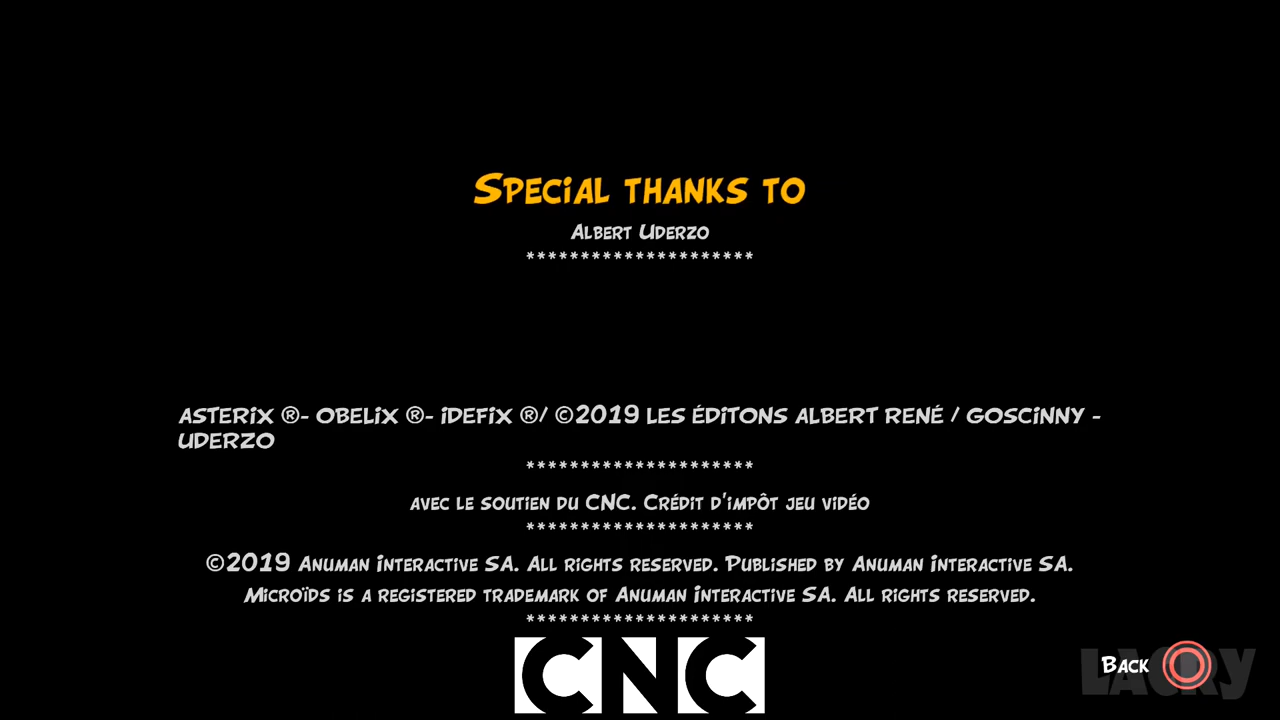 Special thanks to
Albert Uderzo
*********************
ASTERIX ®- OBELIX ®- IDEFIX ®/ ©2019 LES ÉDITONS ALBERT RENÉ / GOSCINNY -
UDERZO
*********************
avec le soutien du CNC. Crédit d'impôt jeu vidéo
*********************
©2019 Anuman Interactive SA. All rights reserved. Published by Anuman Interactive SA.
Microïds is a registered trademark of Anuman Interactive SA. All rights reserved.
*********************
CNC
Back
LACRY